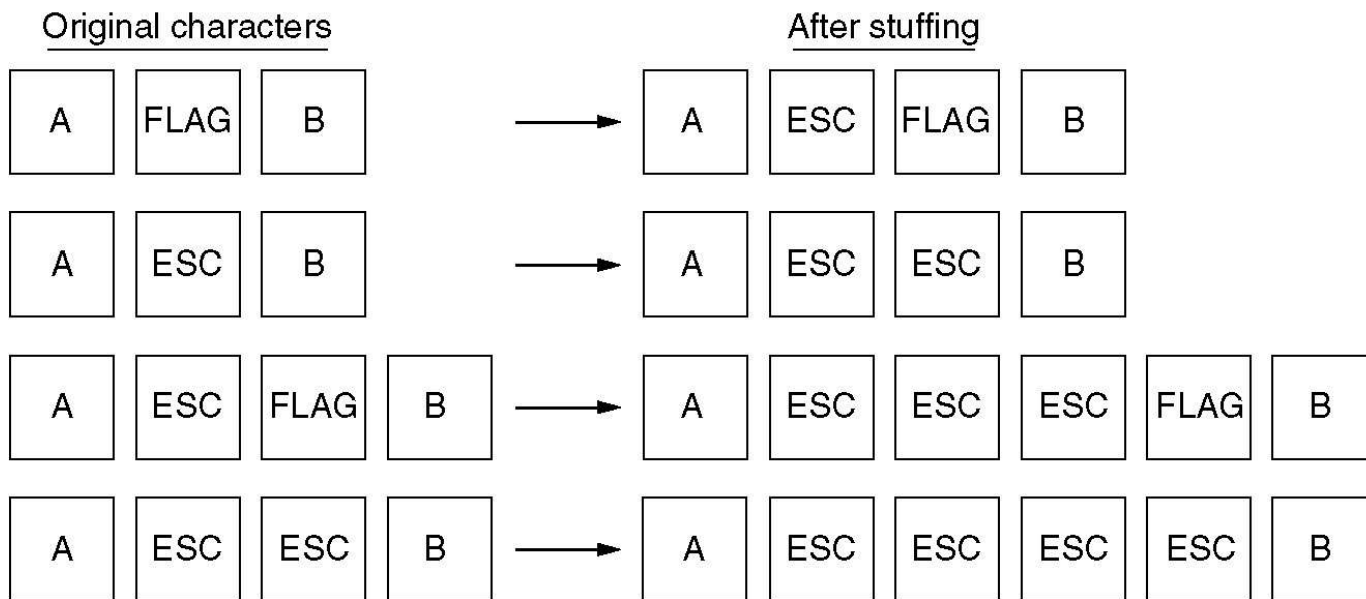 Original characters After stuffing
A FLAG B A ESC FLAG B
A ESC B A ESC ESC B
A ESC FLAG B A ESC ESC ESC FLAG B
A ESC ESC B A ESC ESC ESC ESC B